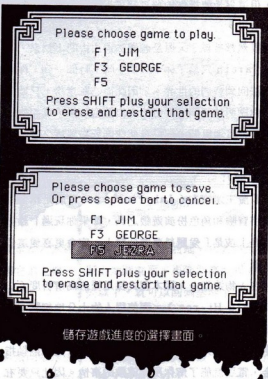 Please choose game to play.
F1 JIM
F3 GEORGE
F5
Press SHIFT plus your selection
to erase and restart that game.
Please choose game to save.
Or press space bar to cancel.
F1 JIM
F3 GEORGE
F5 JEZRA
Press SHIFT plus your selection
to erase and restart that game.
儲存遊戲進度的選擇畫面。